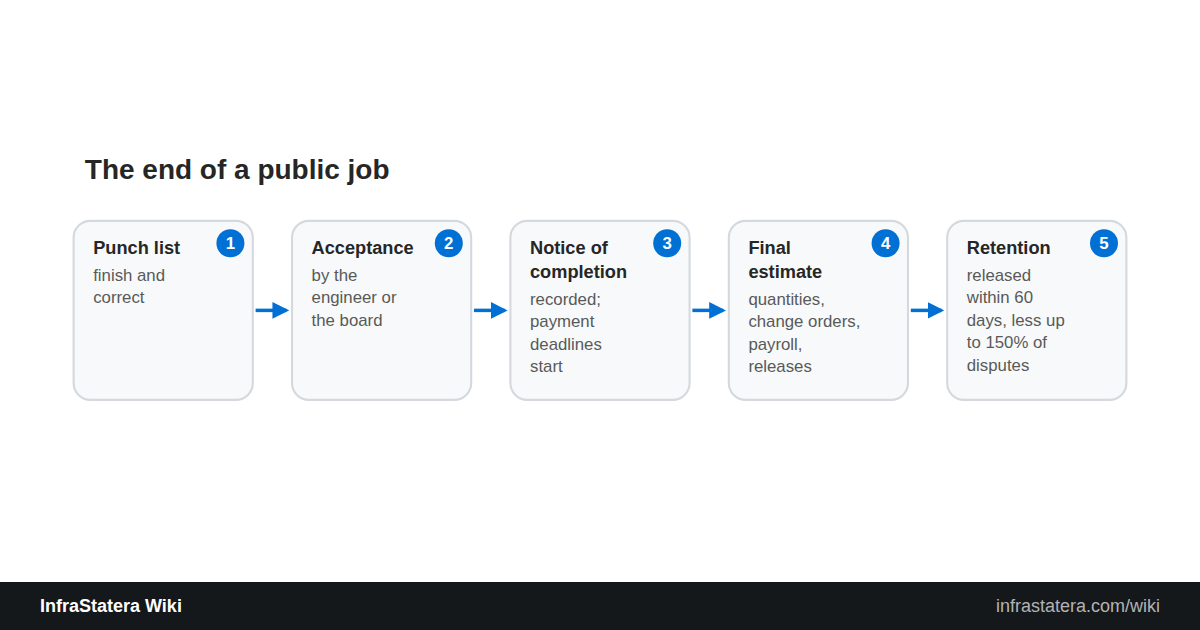 The end of a public job
Punch list
1
finish and
correct
Acceptance
2
by the
engineer or
the board
Notice of
completion
3
recorded;
payment
deadlines
start
Final
estimate
4
quantities,
change orders,
payroll,
releases
Retention
5
released
within 60
days, less up
to 150% of
disputes
InfraStatera Wiki
infrastatera.com/wiki